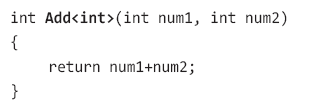 int Add<int>(int num1, int num2)
{
return num1+num2;
}